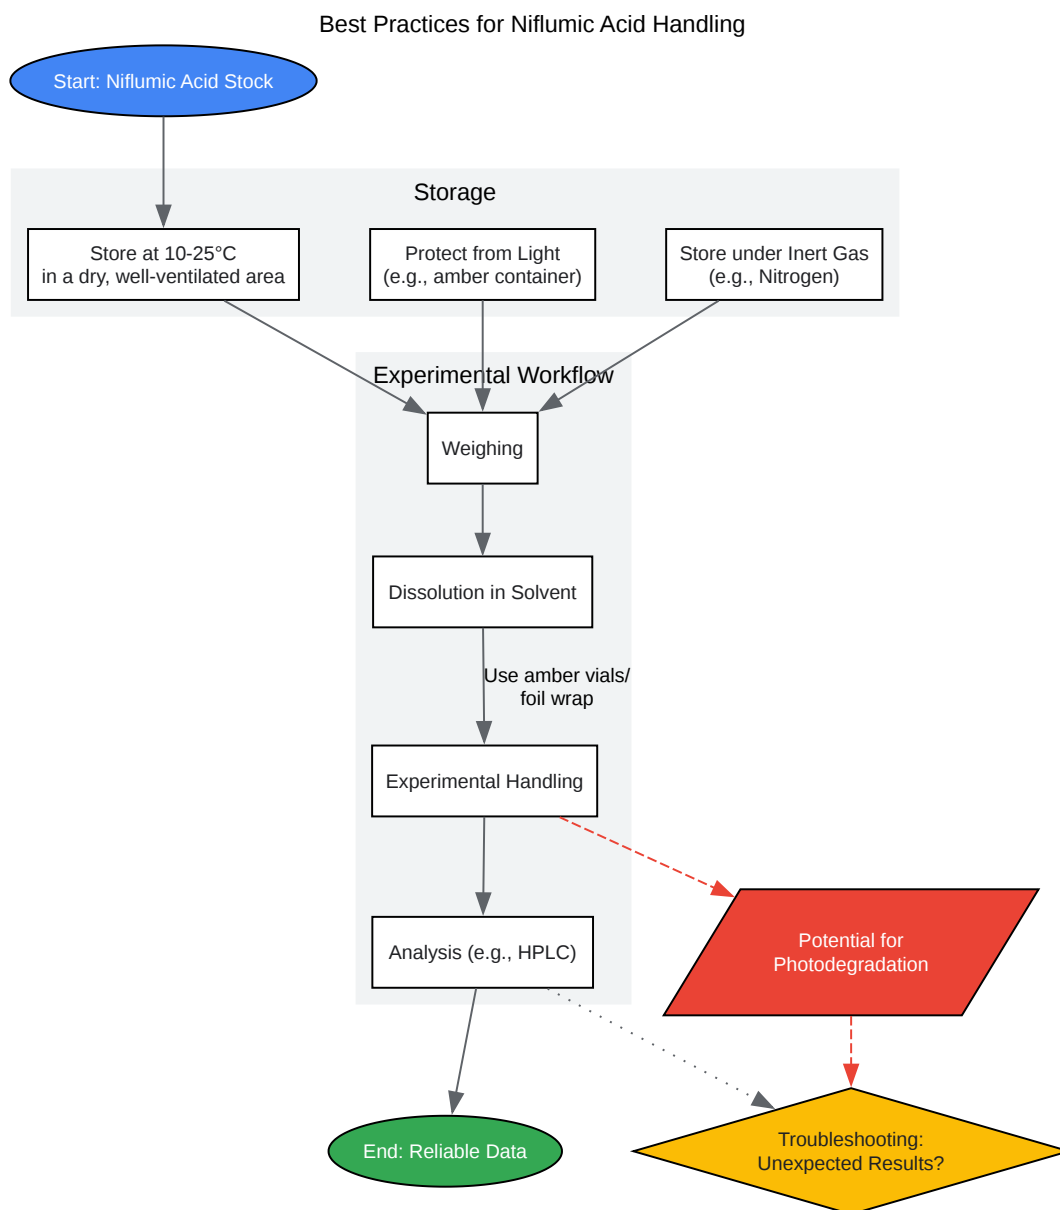 Best Practices for Niflumic Acid Handling
Start: Niflumic Acid Stock
Storage
Store at 10-25°C
in a dry, well-ventilated area
Protect from Light
(e.g., amber container)
Store under Inert Gas
(e.g., Nitrogen)
Experimental Workflow
Weighing
Dissolution in Solvent
Use amber vials/
foil wrap
Experimental Handling
Potential for
Photodegradation
Analysis (e.g., HPLC)
End: Reliable Data
Troubleshooting:
Unexpected Results?